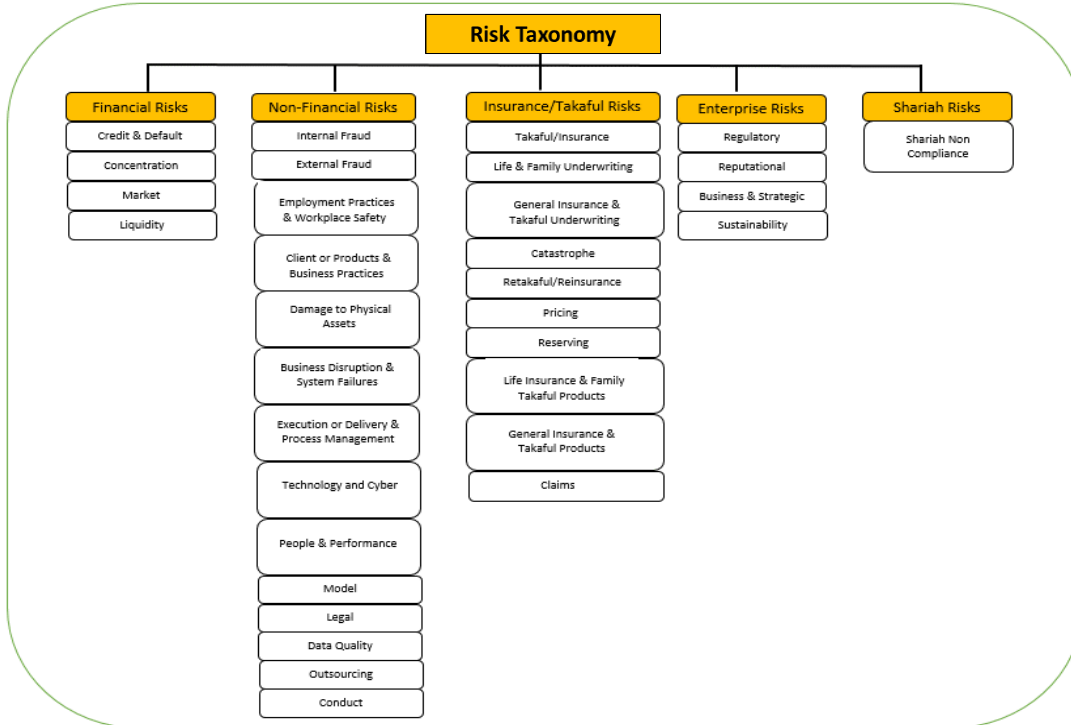 Risk Taxonomy
Financial Risks
Credit & Default
Concentration
Market
Liquidity
Non-Financial Risks
Internal Fraud
External Fraud
Employment Practices
& Workplace Safety
Client or Products &
Business Practices
Damage to Physical
Assets
Business Disruption &
System Failures
Execution or Delivery &
Process Management
Technology and Cyber
People & Performance
Model
Legal
Data Quality
Outsourcing
Conduct
Insurance/Takaful Risks
Takaful/Insurance
Life & Family Underwriting
General Insurance &
Takaful Underwriting
Catastrophe
Retakaful/Reinsurance
Pricing
Reserving
Life Insurance & Family
Takaful Products
General Insurance &
Takaful Products
Claims
Enterprise Risks
Regulatory
Reputational
Business & Strategic
Sustainability
Shariah Risks
Shariah Non
Compliance